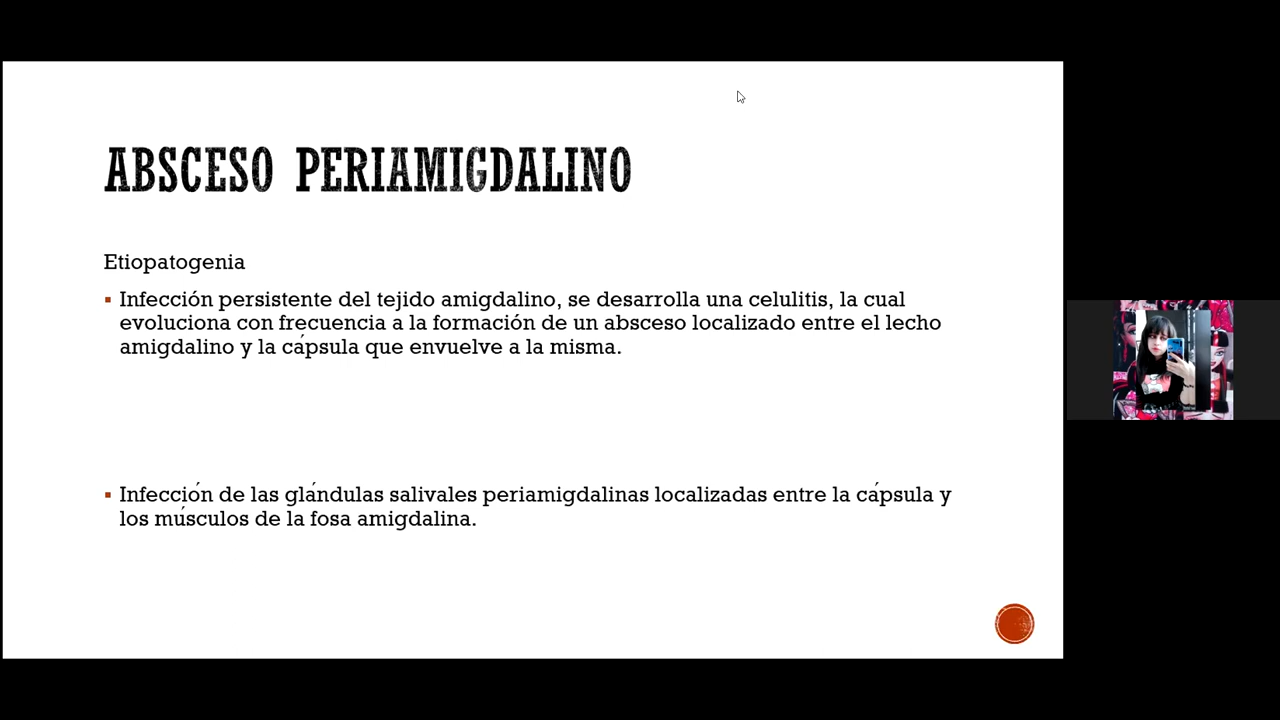 ABSCESO PERIAMIGDALINO
Etiopatogenia
▪ Infección persistente del tejido amigdalino, se desarrolla una celulitis, la cual
evoluciona con frecuencia a la formación de un absceso localizado entre el lecho
amigdalino y la cápsula que envuelve a la misma.
▪ Infección de las glándulas salivales periamigdalinas localizadas entre la cápsula y
los músculos de la fosa amigdalina.